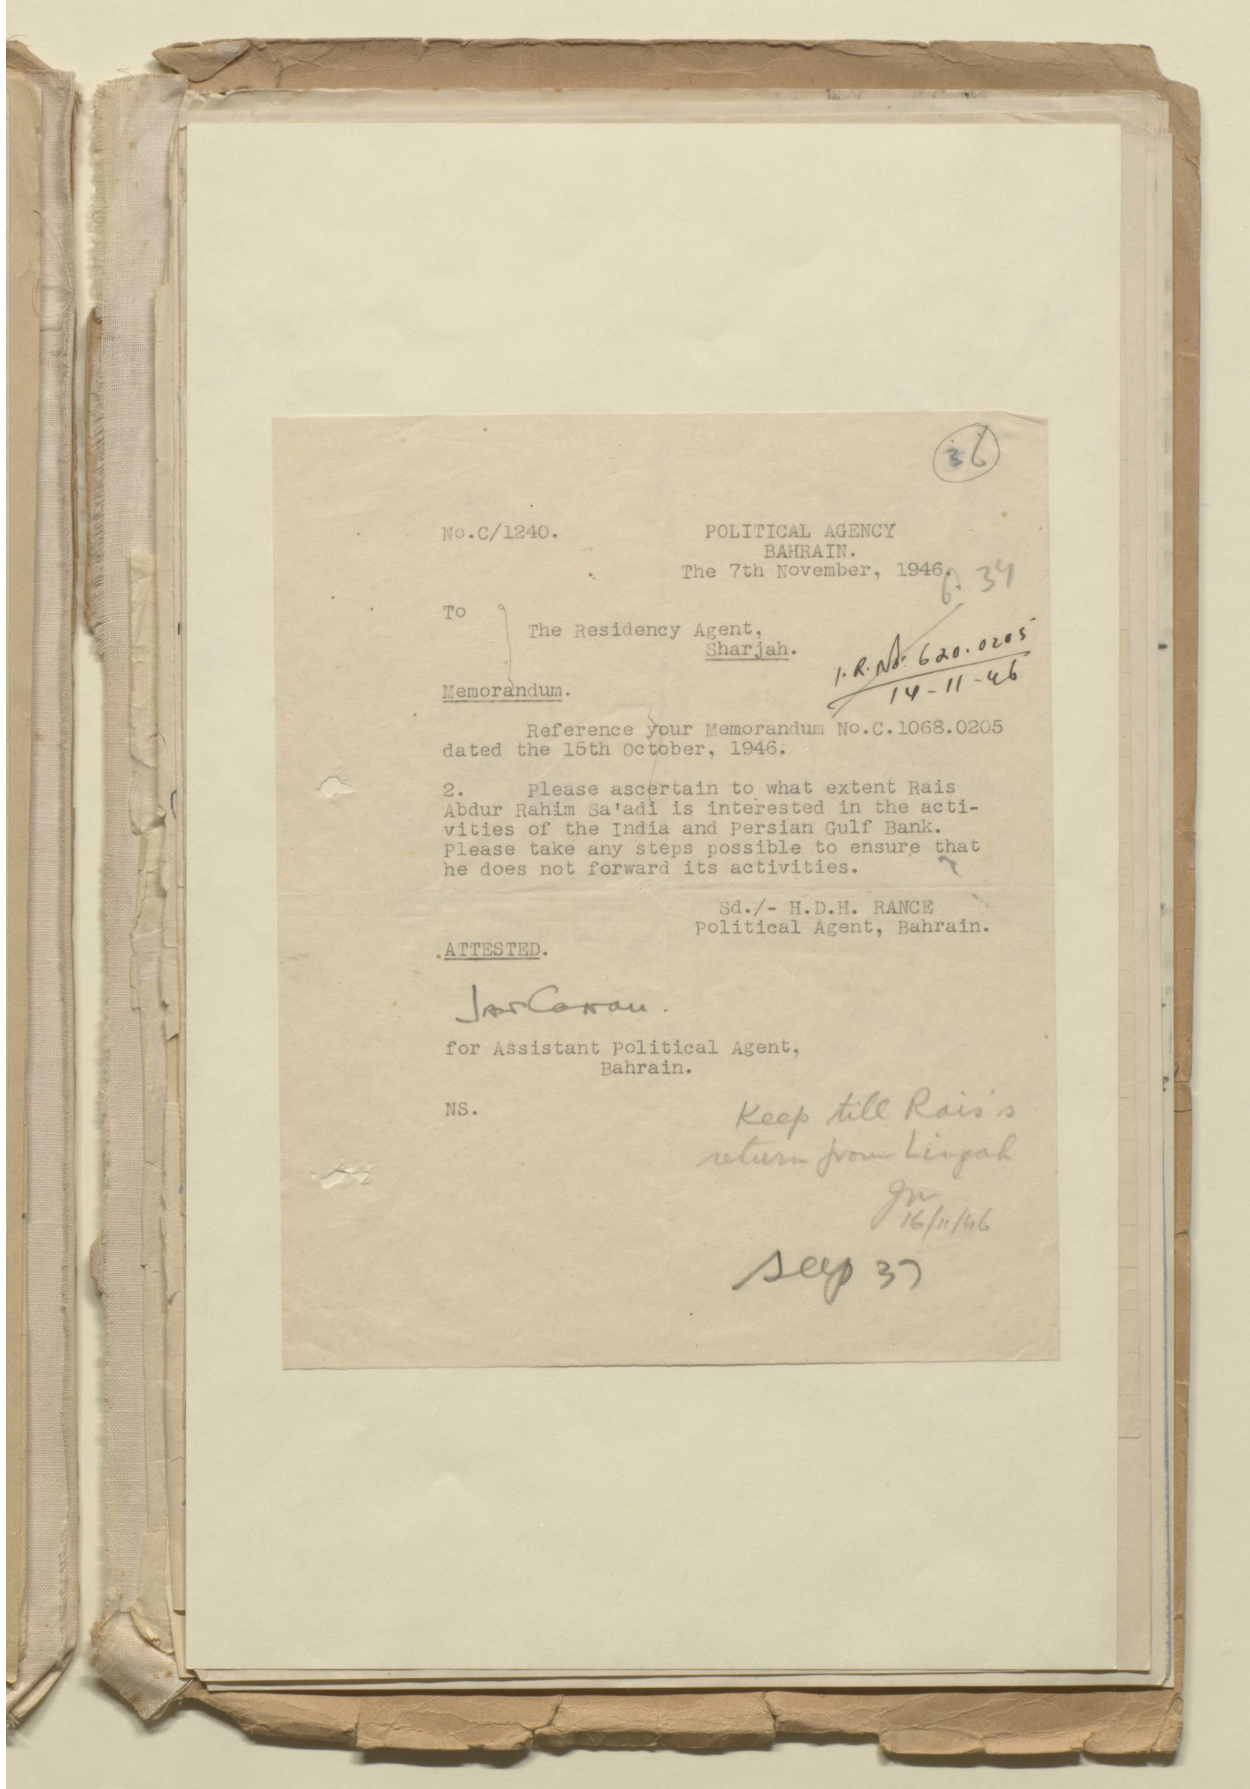 36
No.C/1240.
POLITICAL AGENCY
BAHRAIN.
The 7th November, 1946.
p. 34
To
The Residency Agent,
Sharjah.
I.R.No. 620.0205
14-11-46
Memorandum.
Reference your Memorandum No.C.1068.0205
dated the 15th October, 1946.
2. Please ascertain to what extent Rais
Abdur Rahim Sa'adi is interested in the acti-
vities of the India and Persian Gulf Bank.
Please take any steps possible to ensure that
he does not forward its activities.
Sd./- H.D.H. RANCE
Political Agent, Bahrain.
ATTESTED.
for Assistant Political Agent,
Bahrain.
NS.
Keep till Rais's
return from Lingah
16/11/46
see p 37